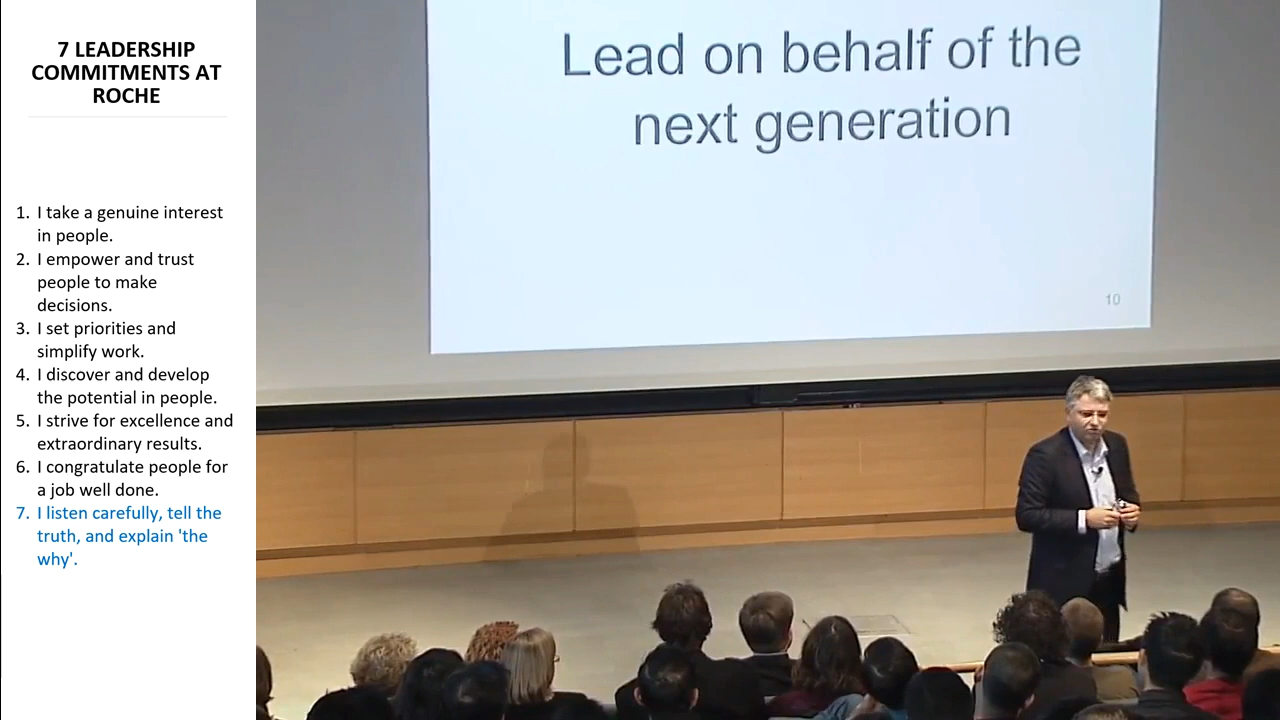 7 LEADERSHIP
COMMITMENTS AT
ROCHE
1. I take a genuine interest
in people.
2. I empower and trust
people to make
decisions.
3. I set priorities and
simplify work.
4. I discover and develop
the potential in people.
5. I strive for excellence and
extraordinary results.
6. I congratulate people for
a job well done.
7. I listen carefully, tell the
truth, and explain 'the
why'.
Lead on behalf of the
next generation
10